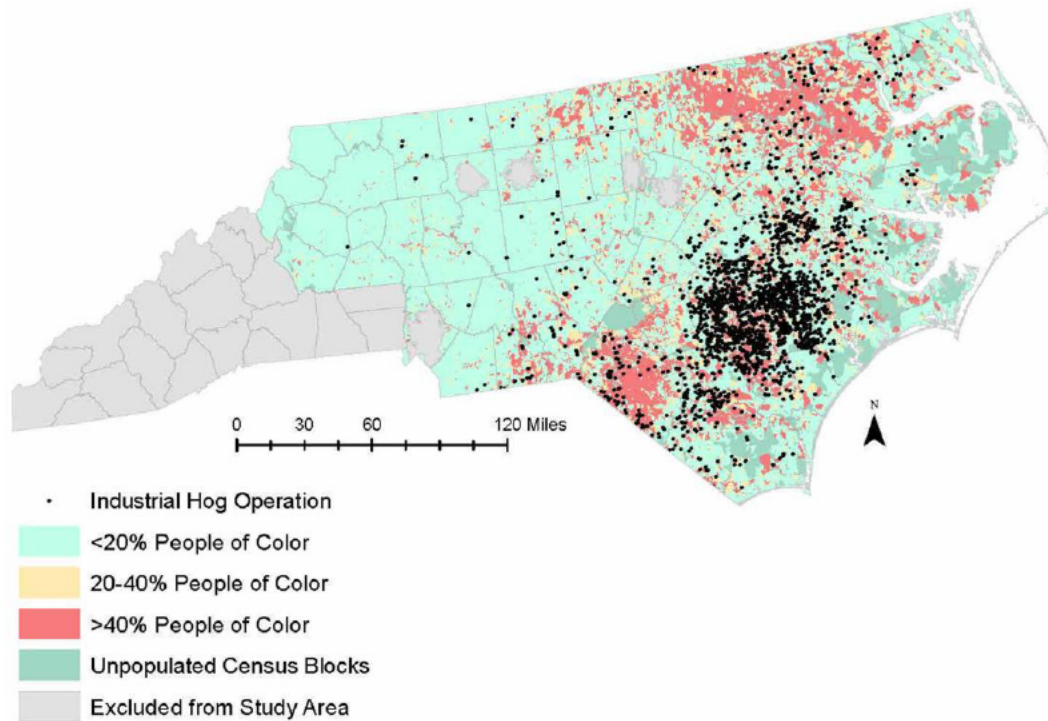 N
0 30 60 120 Miles
Industrial Hog Operation
<20% People of Color
20-40% People of Color
>40% People of Color
Unpopulated Census Blocks
Excluded from Study Area